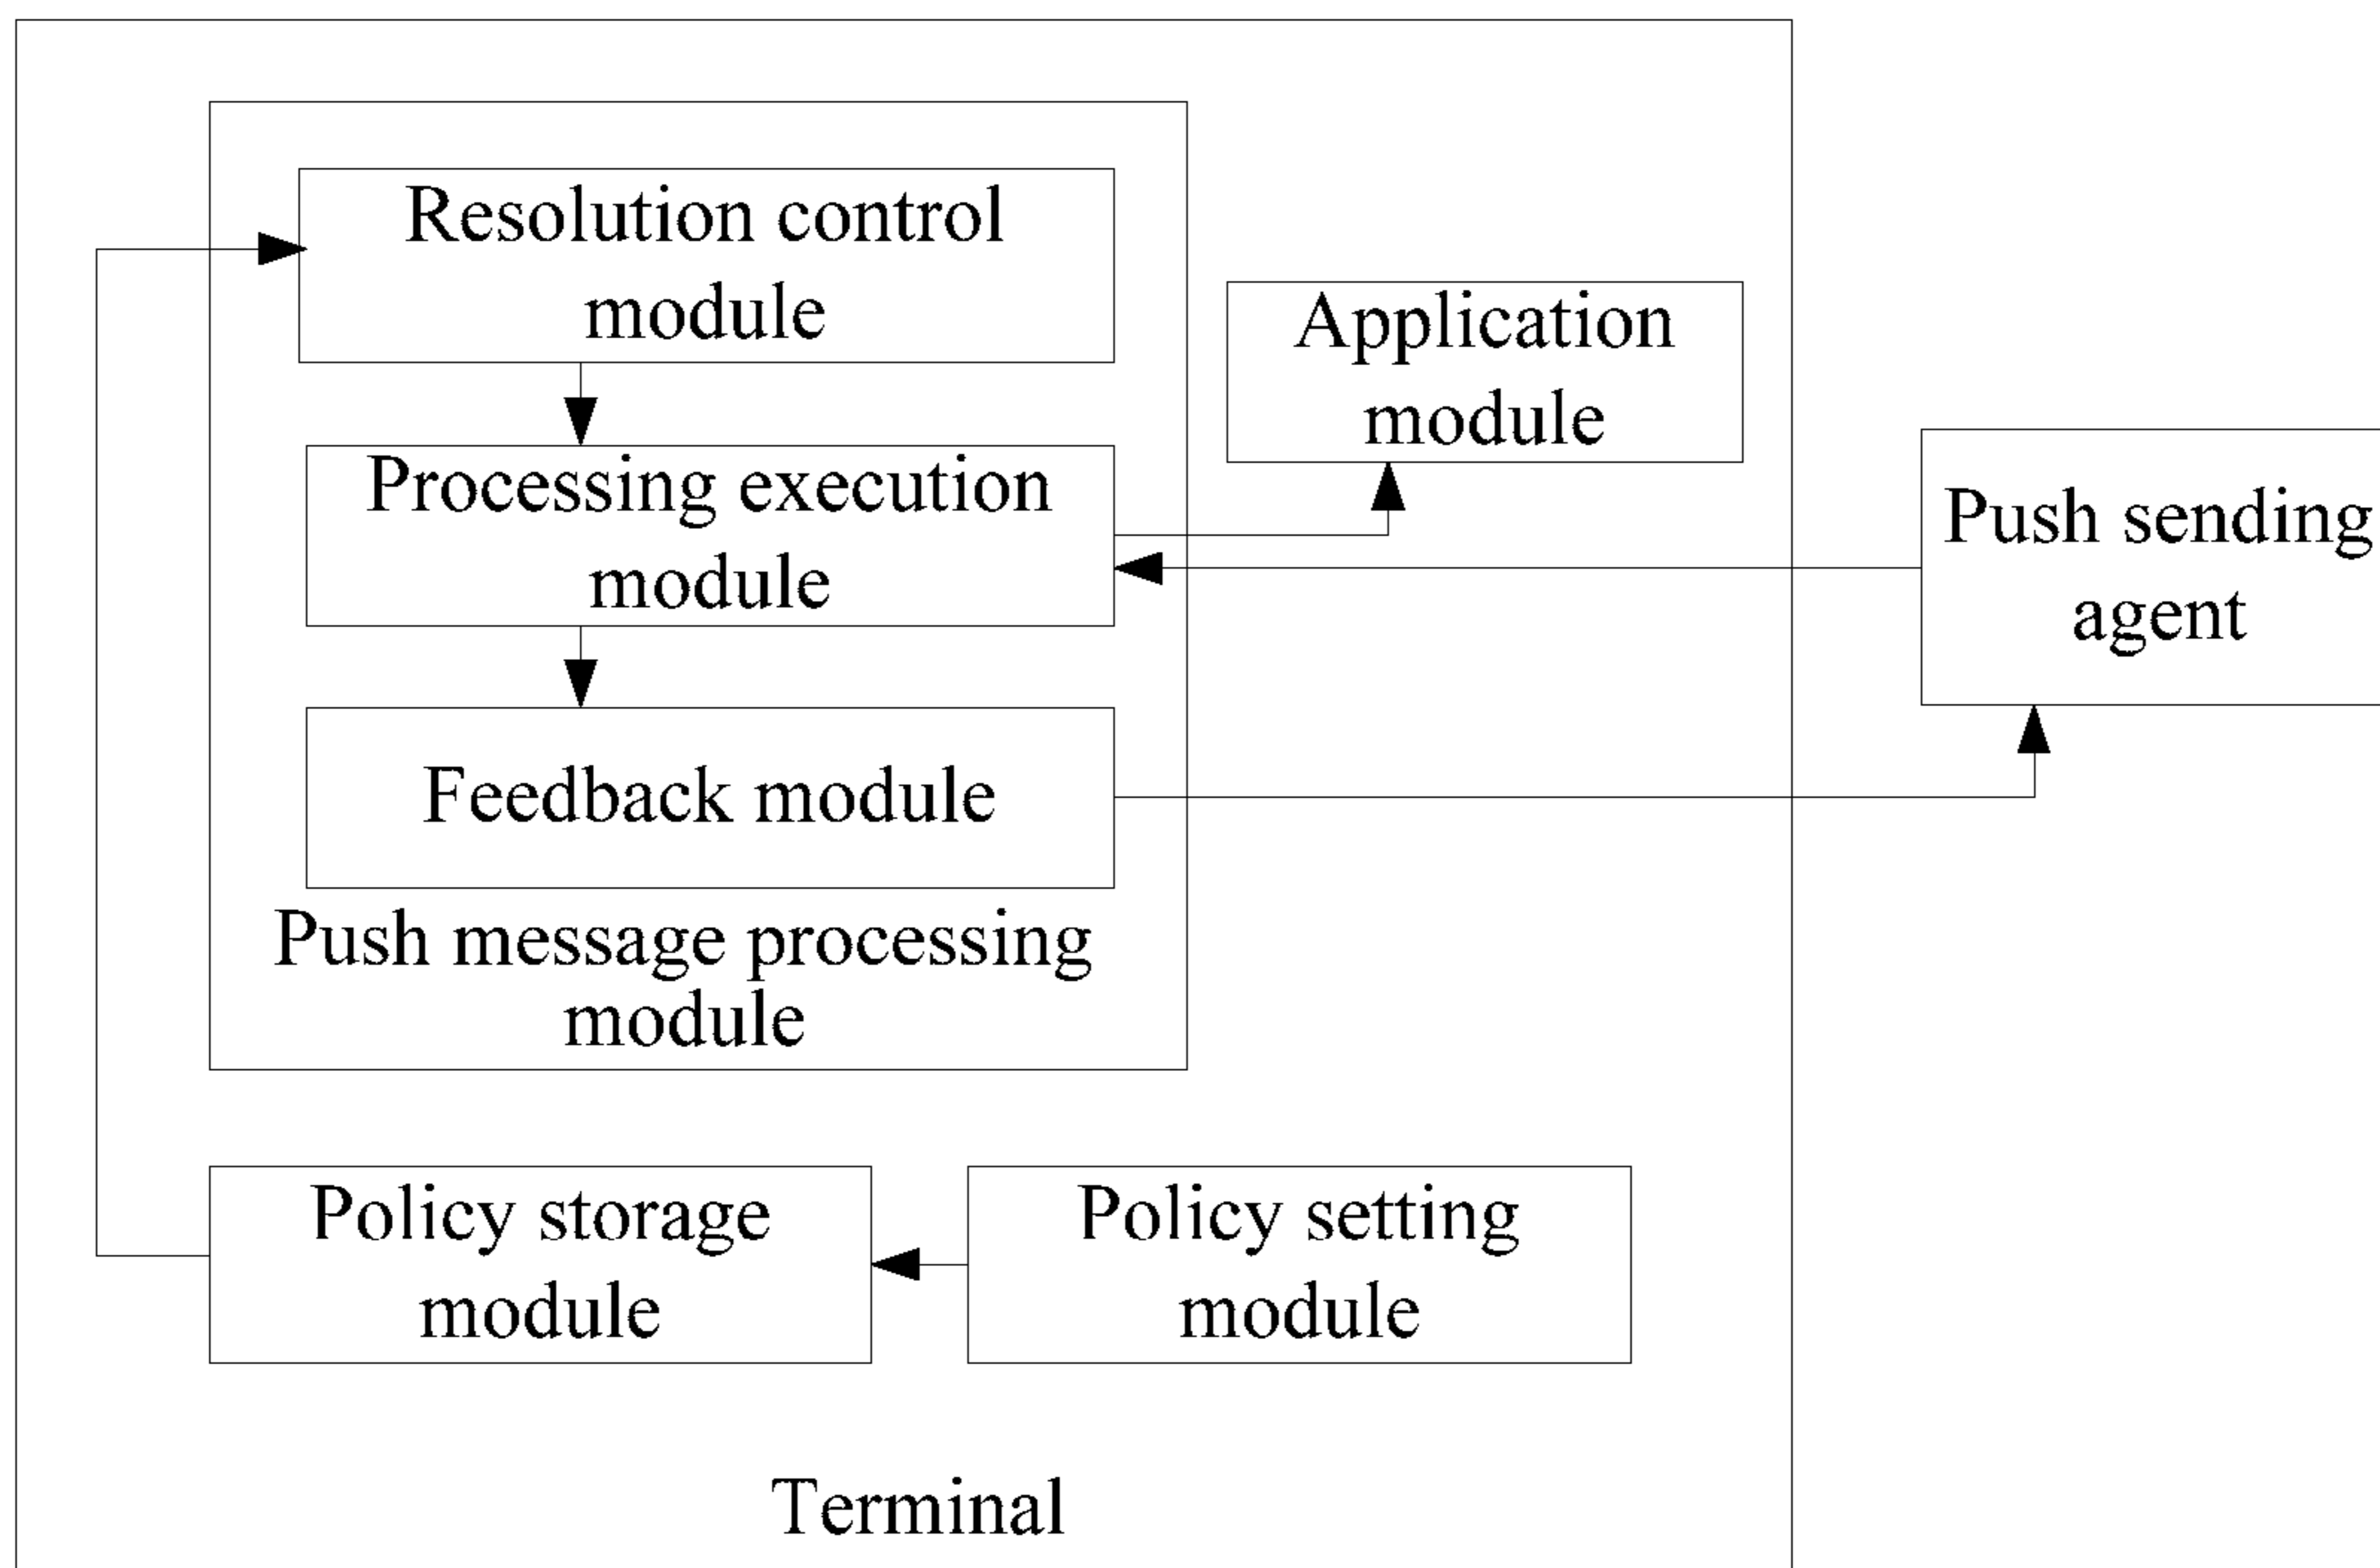 Resolution control
module
Application
module
Processing execution
module
Push sending
agent
Feedback module
Push message processing
module
Policy storage
module
Policy setting
module
Terminal